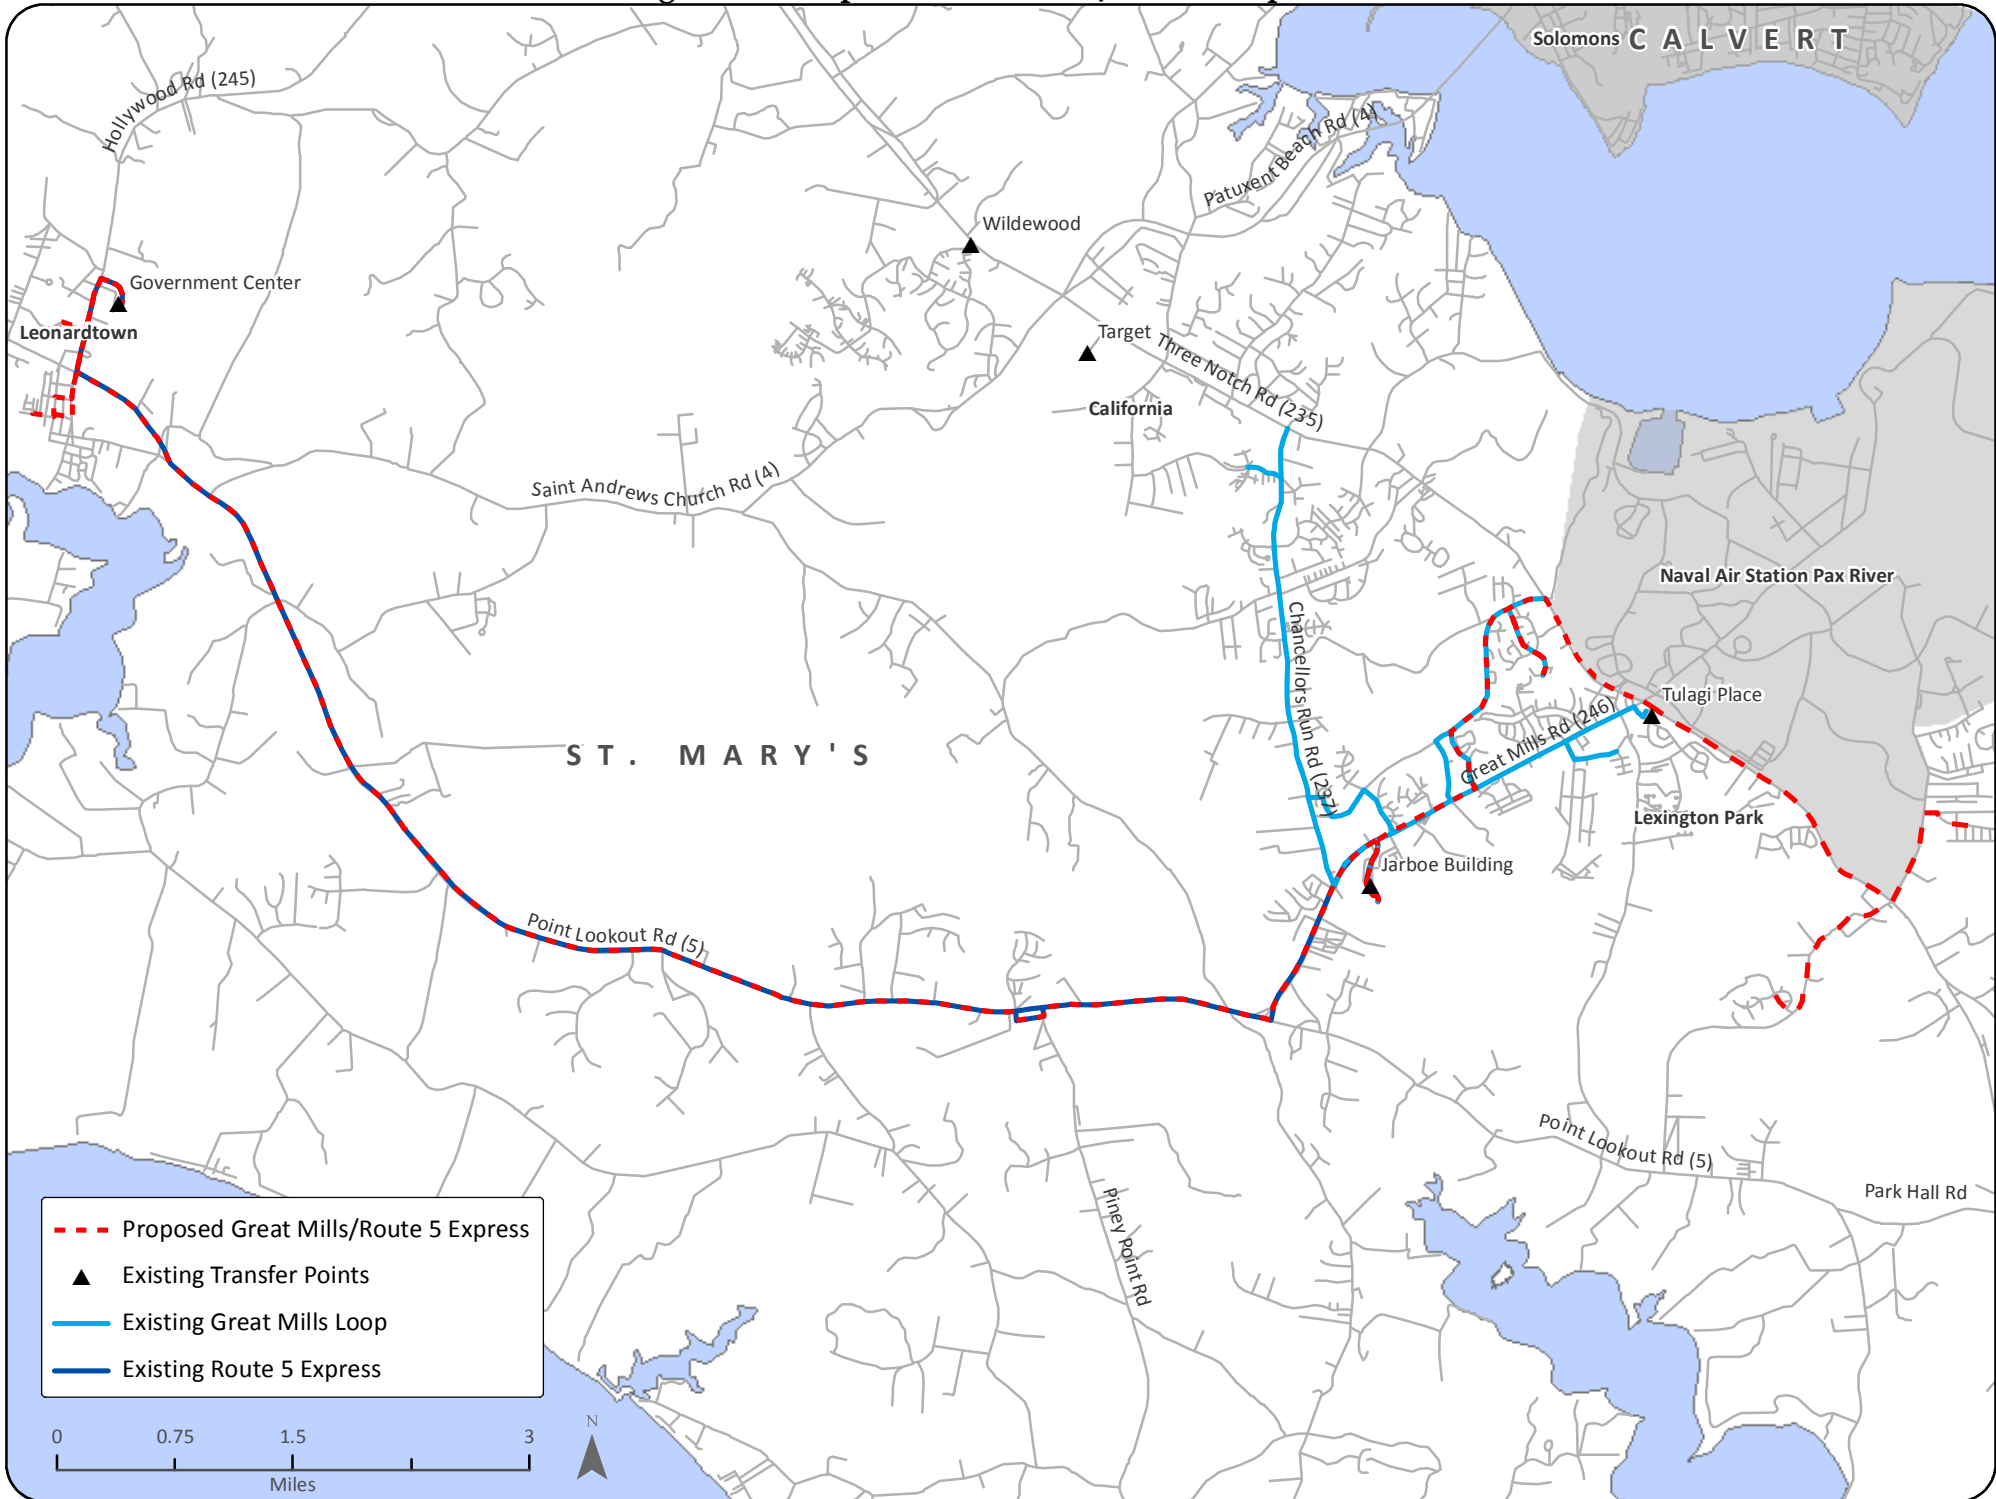 Solomons
CALVERT
Hollywood Rd (245)
Patuxent Beach Rd (4)
Wildewood
Government Center
Leonardtown
Target
Three Notch Rd (235)
California
Saint Andrews Church Rd (4)
Naval Air Station Pax River
Chancellors Run Rd (237)
Tulagi Place
Great Mills Rd (246)
ST. MARY'S
Lexington Park
Jarboe Building
Point Lookout Rd (5)
Point Lookout Rd (5)
Park Hall Rd
Piney Point Rd
Proposed Great Mills/Route 5 Express
Existing Transfer Points
Existing Great Mills Loop
Existing Route 5 Express
N
0 0.75 1.5 3
Miles